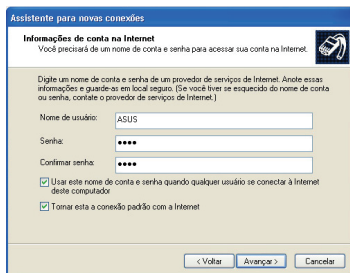 Assistente para novas conexões
Informações de conta na Internet
Você precisará de um nome de conta e senha para acessar sua conta na Internet.
Digite um nome de conta e senha de um provedor de serviços de Internet. Anote essas
informações e guarde-as em local seguro. (Se você tiver se esquecido do nome de conta
ou senha, contate o provedor de serviços de Internet.)
Nome de usuário: ASUS
Senha: ••••
Confirmar senha: ••••
Usar este nome de conta e senha quando qualquer usuário se conectar à Internet
deste computador
Tornar esta a conexão padrão com a Internet
< Voltar Avançar > Cancelar